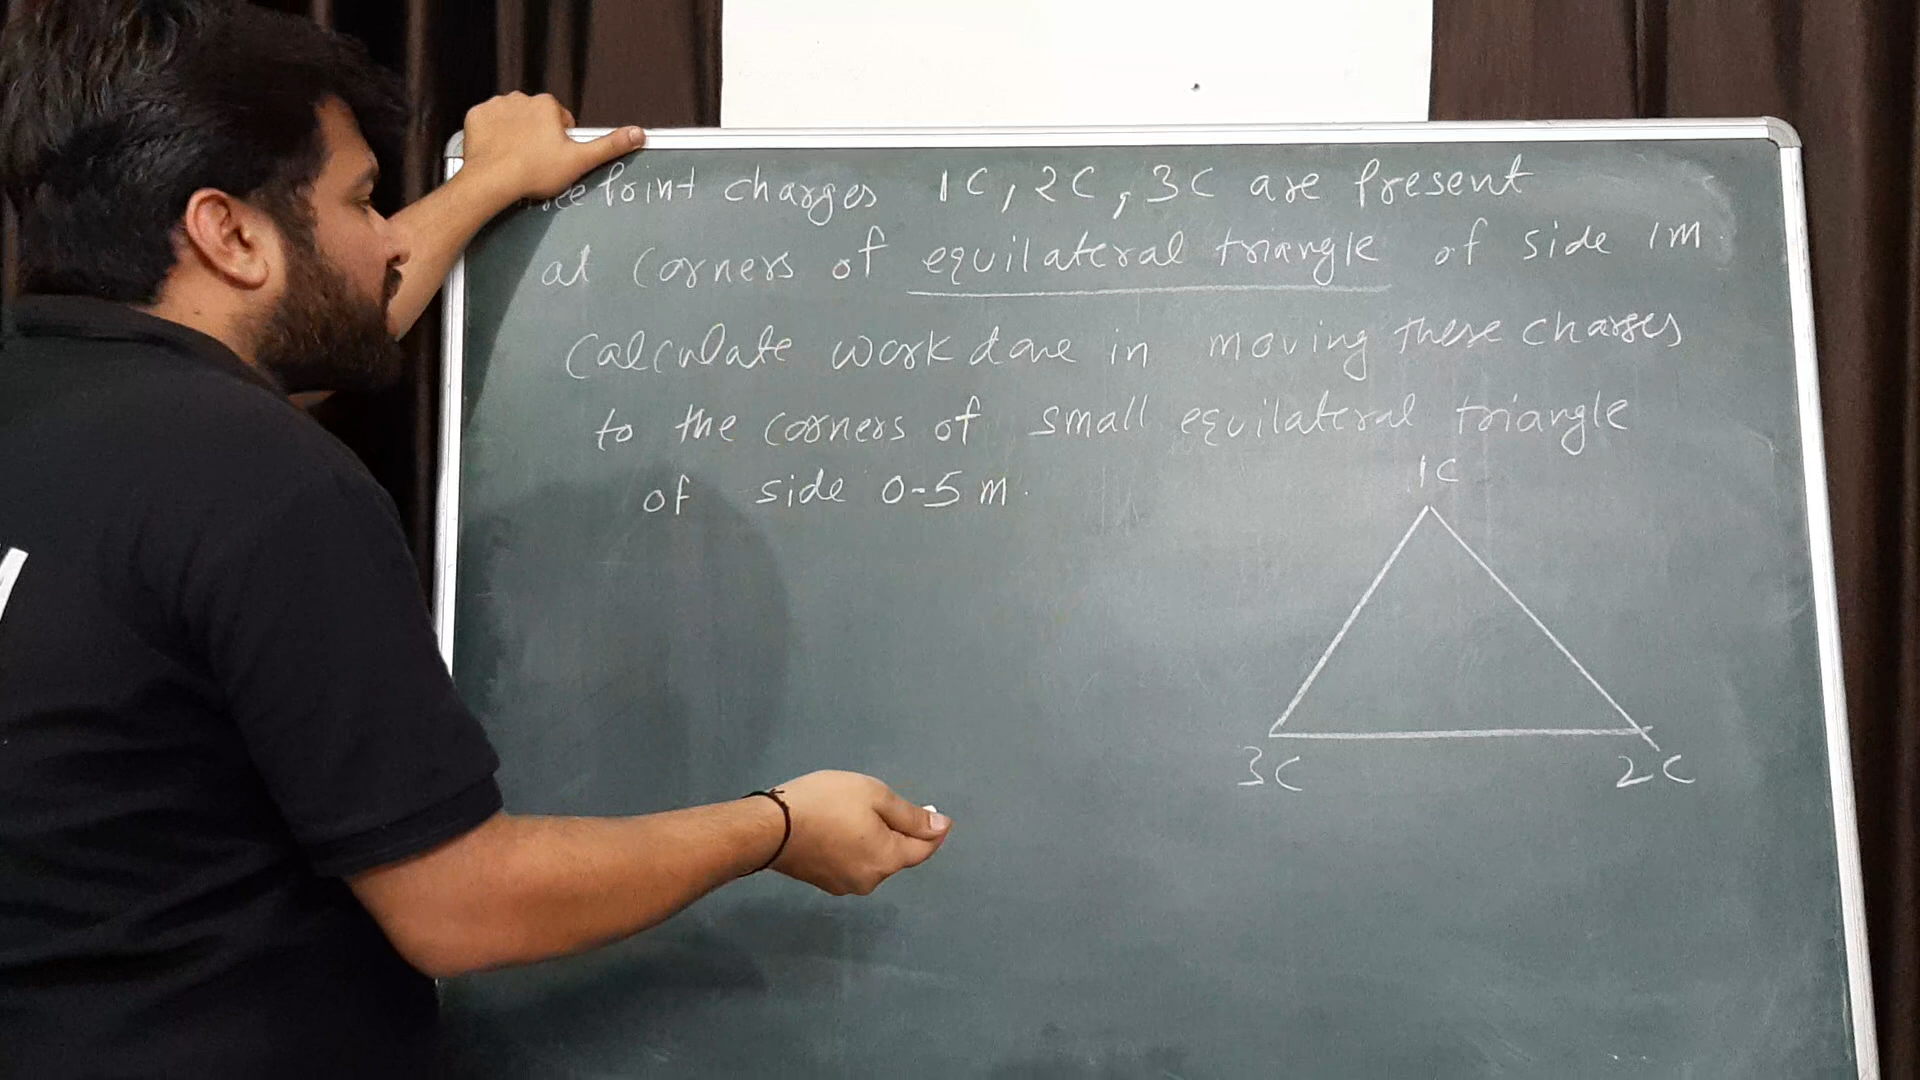 Point charges 1C, 2C, 3C are Present
at corners of equilateral triangle of side 1m.
Calculate work done in moving these charges
to the corners of small equilateral triangle
of side 0-5 m.
1C
3C
2C